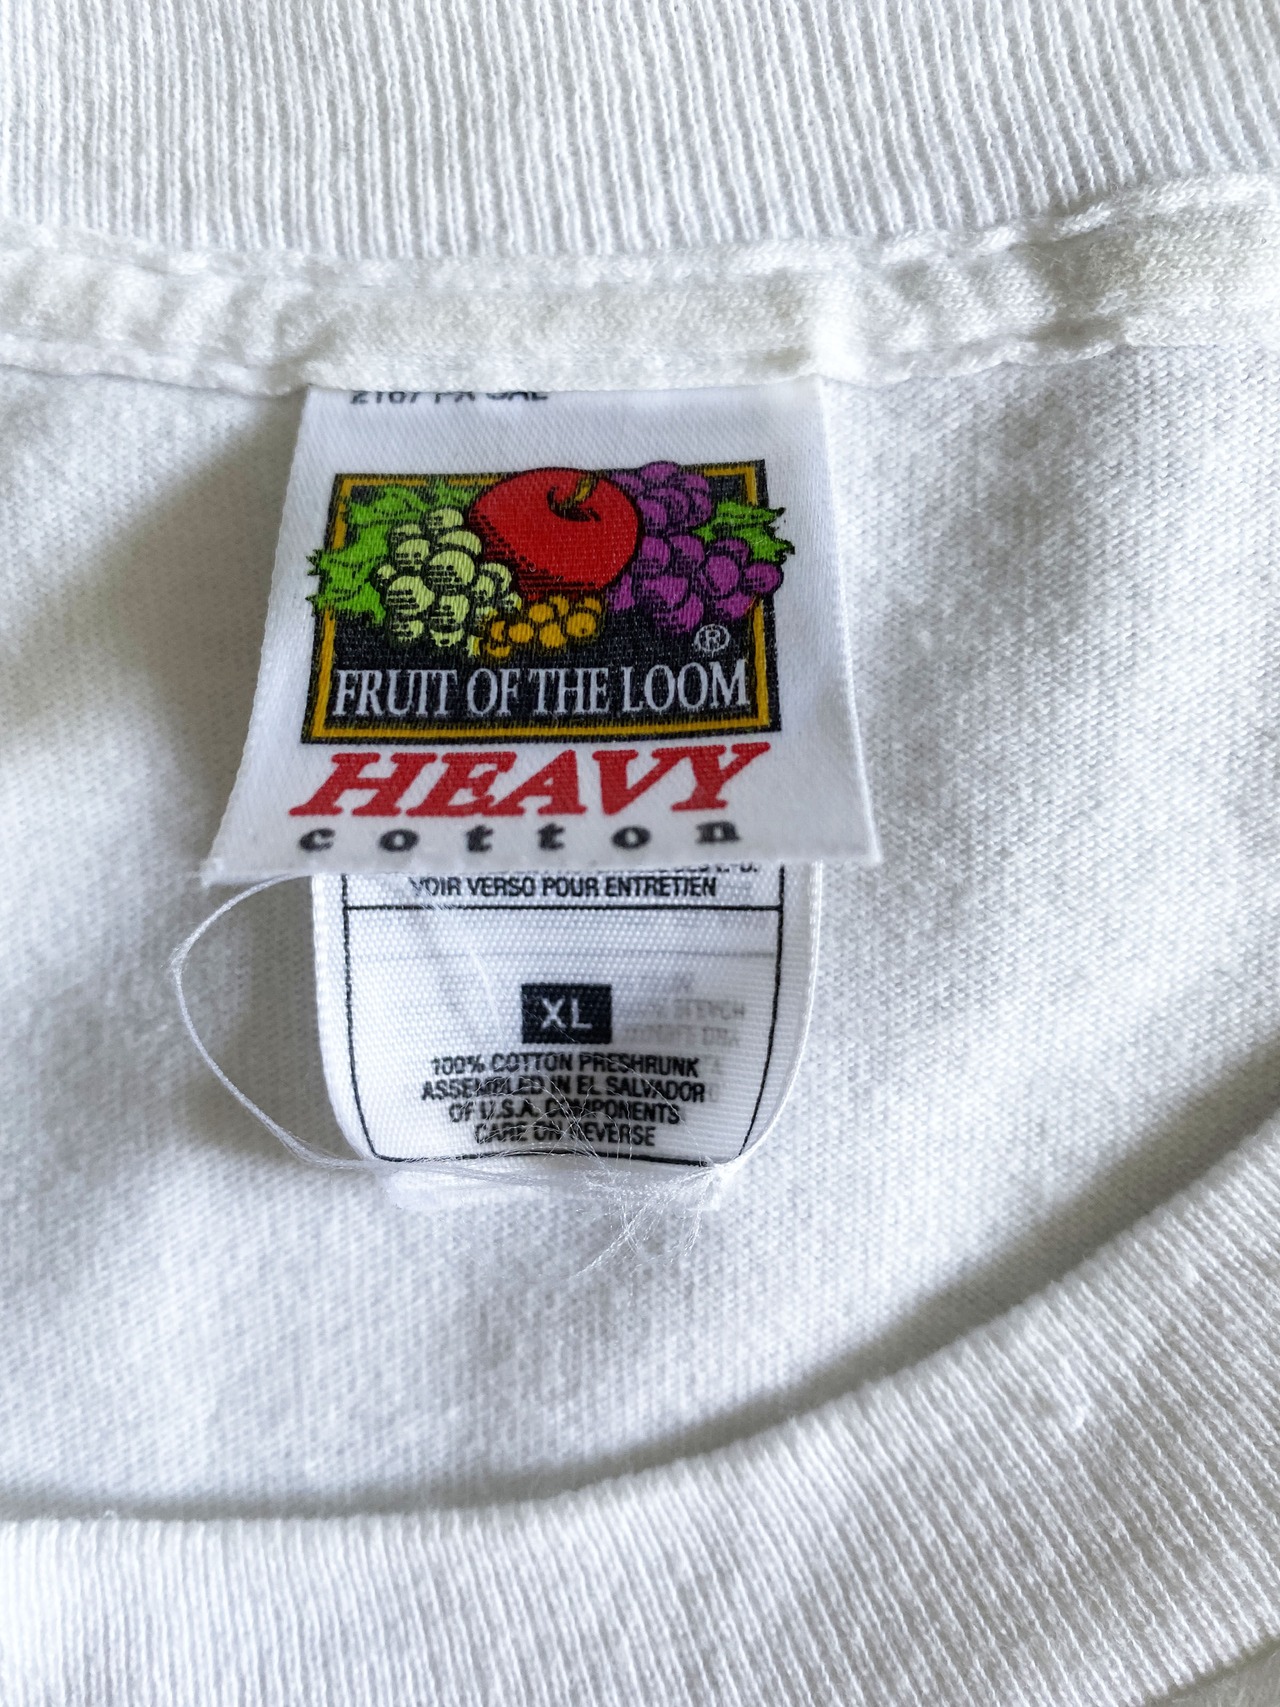 ®
FRUIT OF THE LOOM
HEAVY
cotton
VOIR VERSO POUR ENTRETIEN
XL
100% COTTON PRESHRUNK
ASSEMBLED IN EL SALVADOR
OF U.S.A. COMPONENTS
CARE ON REVERSE